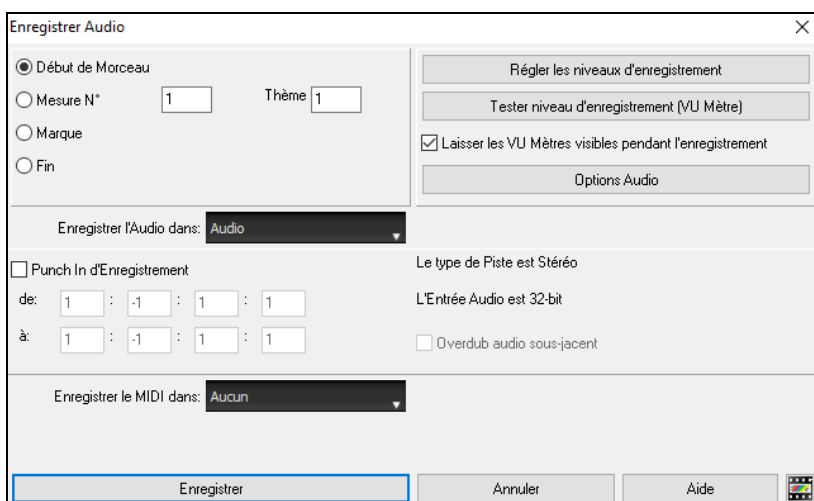 Enregistrer Audio
Début de Morceau
Mesure N° 1 Thème 1
Marque
Fin
Régler les niveaux d'enregistrement
Tester niveau d'enregistrement (VU Mètre)
Laisser les VU Mètres visibles pendant l'enregistrement
Options Audio
Enregistrer l'Audio dans: Audio
Punch In d'Enregistrement
de: 1 : -1 : 1 : 1
à: 1 : -1 : 1 : 1
Le type de Piste est Stéréo
L'Entrée Audio est 32-bit
Overdub audio sous-jacent
Enregistrer le MIDI dans: Aucun
Enregistrer Annuler Aide